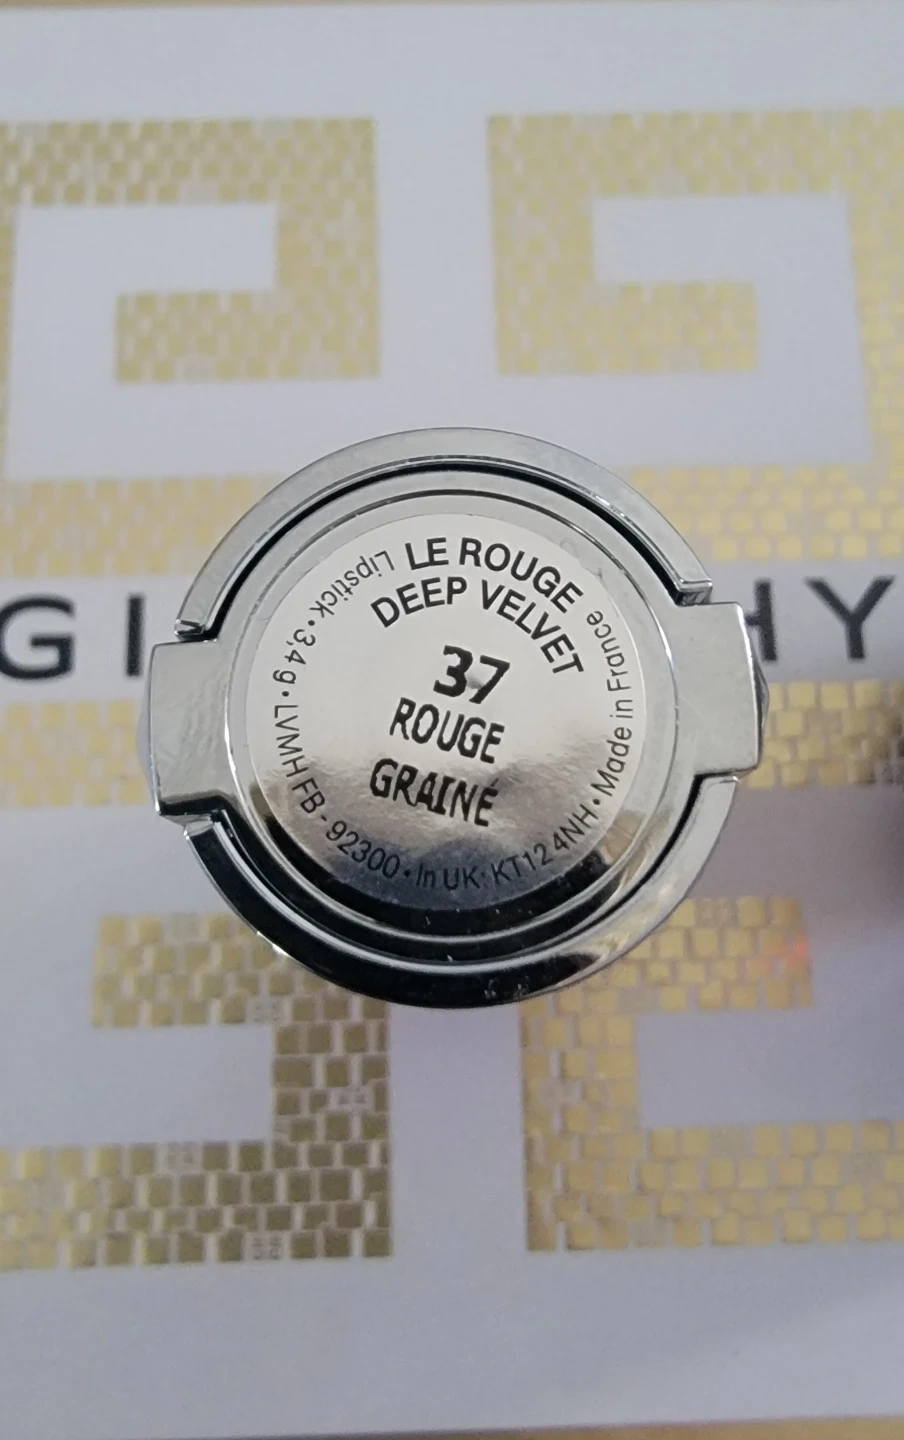 LE ROUGE
DEEP VELVET
37
ROUGE
GRAINÉ
Lipstick • 3,4 g • LVMH FB - 92300 • In UK: KT12 4NH • Made in France
GI
HY